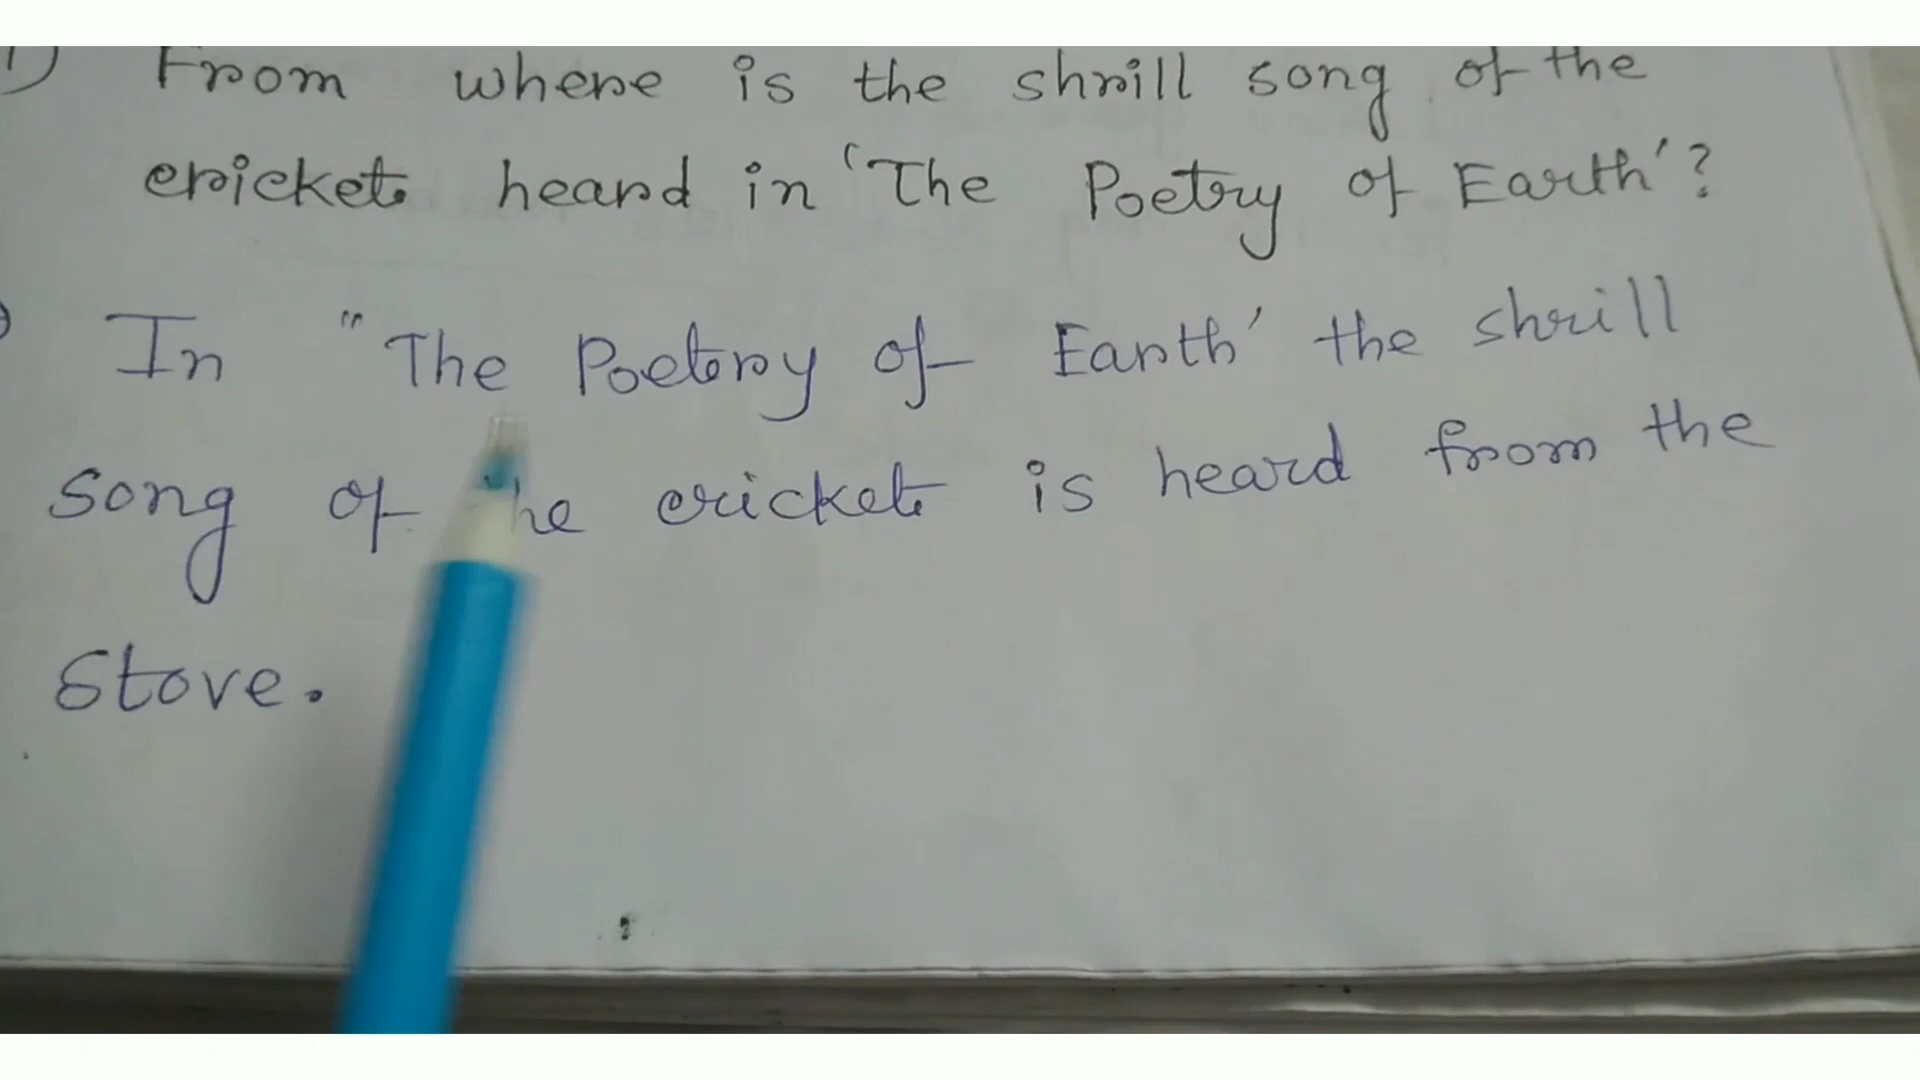 1) From where is the shrill song of the
cricket heard in 'The Poetry of Earth'?
In "The Poetry of Earth' the shrill
song of the cricket is heard from the
Stove.